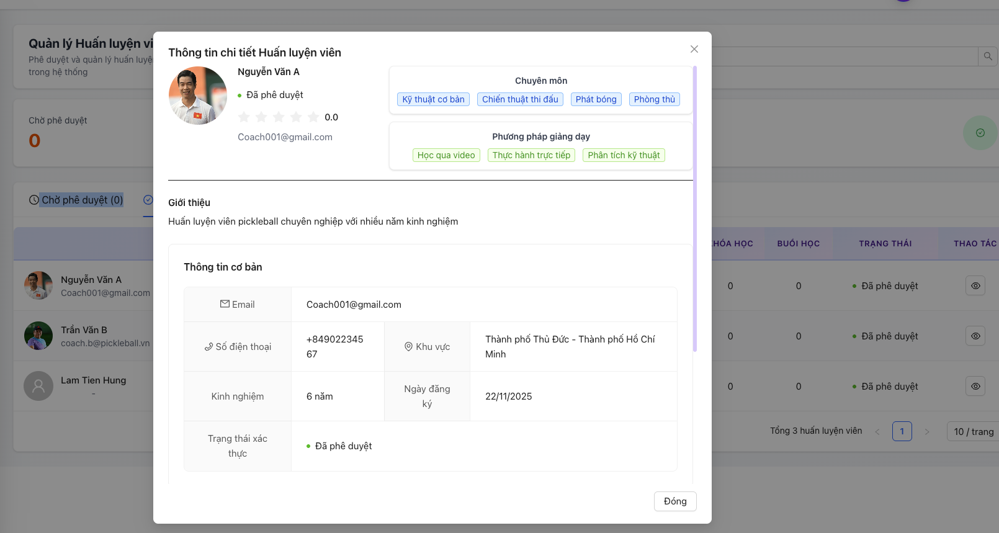 Quản lý Huấn luyện vi
Phê duyệt và quản lý huấn luyệ
trong hệ thống
Chờ phê duyệt
0
Chờ phê duyệt (0)
KHÓA HỌC
BUỔI HỌC
TRẠNG THÁI
THAO TÁC
Nguyễn Văn A
Coach001@gmail.com
0
0
Đã phê duyệt
Trần Văn B
coach.b@pickleball.vn
0
0
Đã phê duyệt
Lam Tien Hung
-
0
0
Đã phê duyệt
Tổng 3 huấn luyện viên
1
10 / trang
Thông tin chi tiết Huấn luyện viên
Nguyễn Văn A
Đã phê duyệt
0.0
Coach001@gmail.com
Chuyên môn
Kỹ thuật cơ bản
Chiến thuật thi đấu
Phát bóng
Phòng thủ
Phương pháp giảng dạy
Học qua video
Thực hành trực tiếp
Phân tích kỹ thuật
Giới thiệu
Huấn luyện viên pickleball chuyên nghiệp với nhiều năm kinh nghiệm
Thông tin cơ bản
Email
Coach001@gmail.com
Số điện thoại
+849022345
67
Khu vực
Thành phố Thủ Đức - Thành phố Hồ Chí
Minh
Kinh nghiệm
6 năm
Ngày đăng
ký
22/11/2025
Trạng thái xác
thực
Đã phê duyệt
Đóng